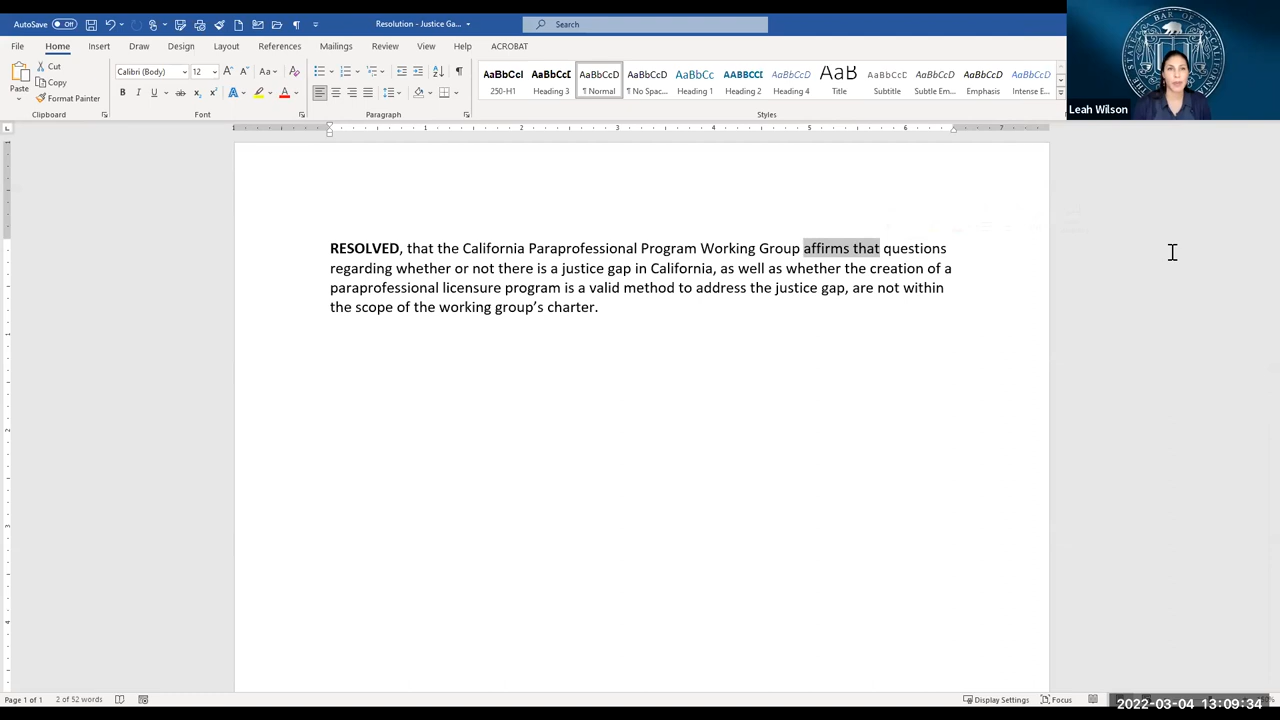 AutoSave Off Resolution - Justice Ga... Search
File Home Insert Draw Design Layout References Mailings Review View Help ACROBAT
Paste Cut Copy Format Painter
Calibri (Body) 12
AaBbCcI AaBbCcD AaBbCcD AaBbCcD AaBbCc AaBbCcD AaBbCcD AaB AaBbCcD AaBbCcD AaBbCcD AaBbCcD
250-H1 Heading 3 ¶ Normal ¶ No Spac... Heading 1 Heading 2 Heading 4 Title Subtitle Subtle Em... Emphasis Intense E...
Clipboard Font Paragraph Styles
Leah Wilson
RESOLVED, that the California Paraprofessional Program Working Group affirms that questions
regarding whether or not there is a justice gap in California, as well as whether the creation of a
paraprofessional licensure program is a valid method to address the justice gap, are not within
the scope of the working group’s charter.
Page 1 of 1 2 of 52 words Display Settings Focus
2022-03-04 13:09:34